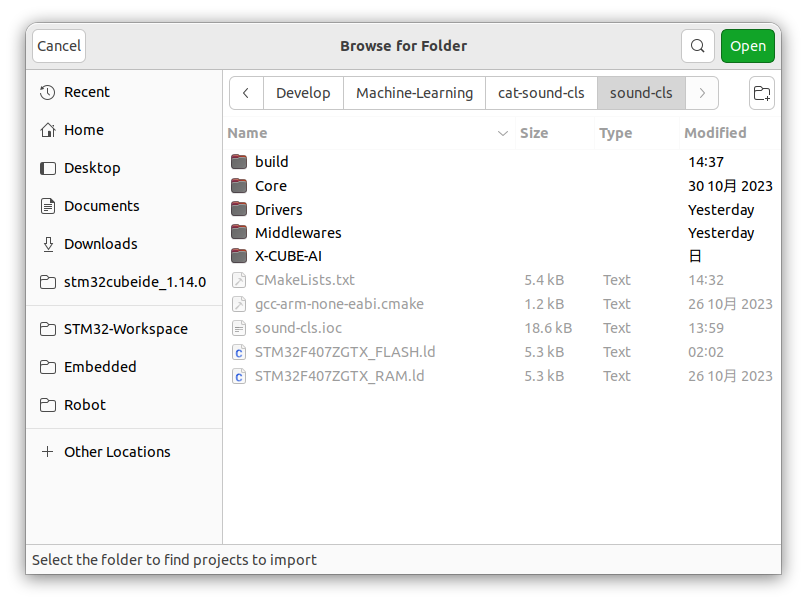 Cancel Browse for Folder Open
Recent
Home
Desktop
Documents
Downloads
stm32cubeide_1.14.0
STM32-Workspace
Embedded
Robot
Other Locations
Develop Machine-Learning cat-sound-cls sound-cls
Name Size Type Modified
build 14:37
Core 30 10月 2023
Drivers Yesterday
Middlewares Yesterday
X-CUBE-AI 日
CMakeLists.txt 5.4 kB Text 14:32
gcc-arm-none-eabi.cmake 1.2 kB Text 26 10月 2023
sound-cls.ioc 18.6 kB Text 13:59
STM32F407ZGTX_FLASH.ld 5.3 kB Text 02:02
STM32F407ZGTX_RAM.ld 5.3 kB Text 26 10月 2023
Select the folder to find projects to import